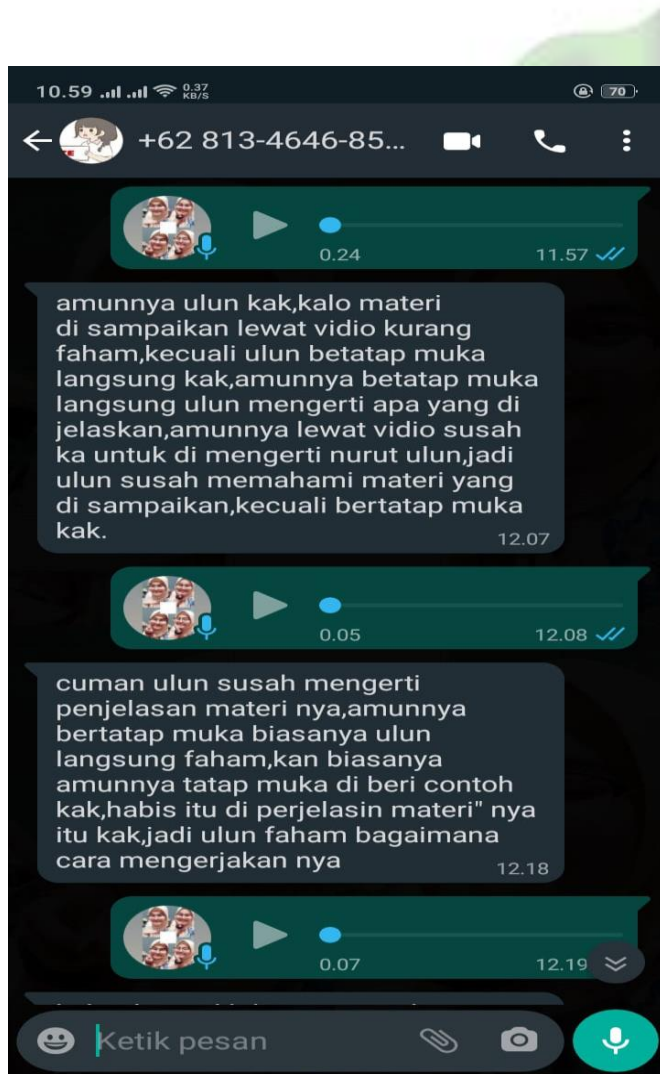 10.59 0.37 KB/S 70
+62 813-4646-85...
0.24 11.57
amunnya ulun kak,kalo materi
di sampaikan lewat vidio kurang
faham,kecuali ulun betatap muka
langsung kak,amunnya betatap muka
langsung ulun mengerti apa yang di
jelaskan,amunnya lewat vidio susah
ka untuk di mengerti nurut ulun,jadi
ulun susah memahami materi yang
di sampaikan,kecuali bertatap muka
kak.
12.07
0.05 12.08
cuman ulun susah mengerti
penjelasan materi nya,amunnya
bertatap muka biasanya ulun
langsung faham,kan biasanya
amunnya tatap muka di beri contoh
kak,habis itu di perjelasin materi" nya
itu kak,jadi ulun faham bagaimana
cara mengerjakan nya
12.18
0.07 12.19
Ketik pesan